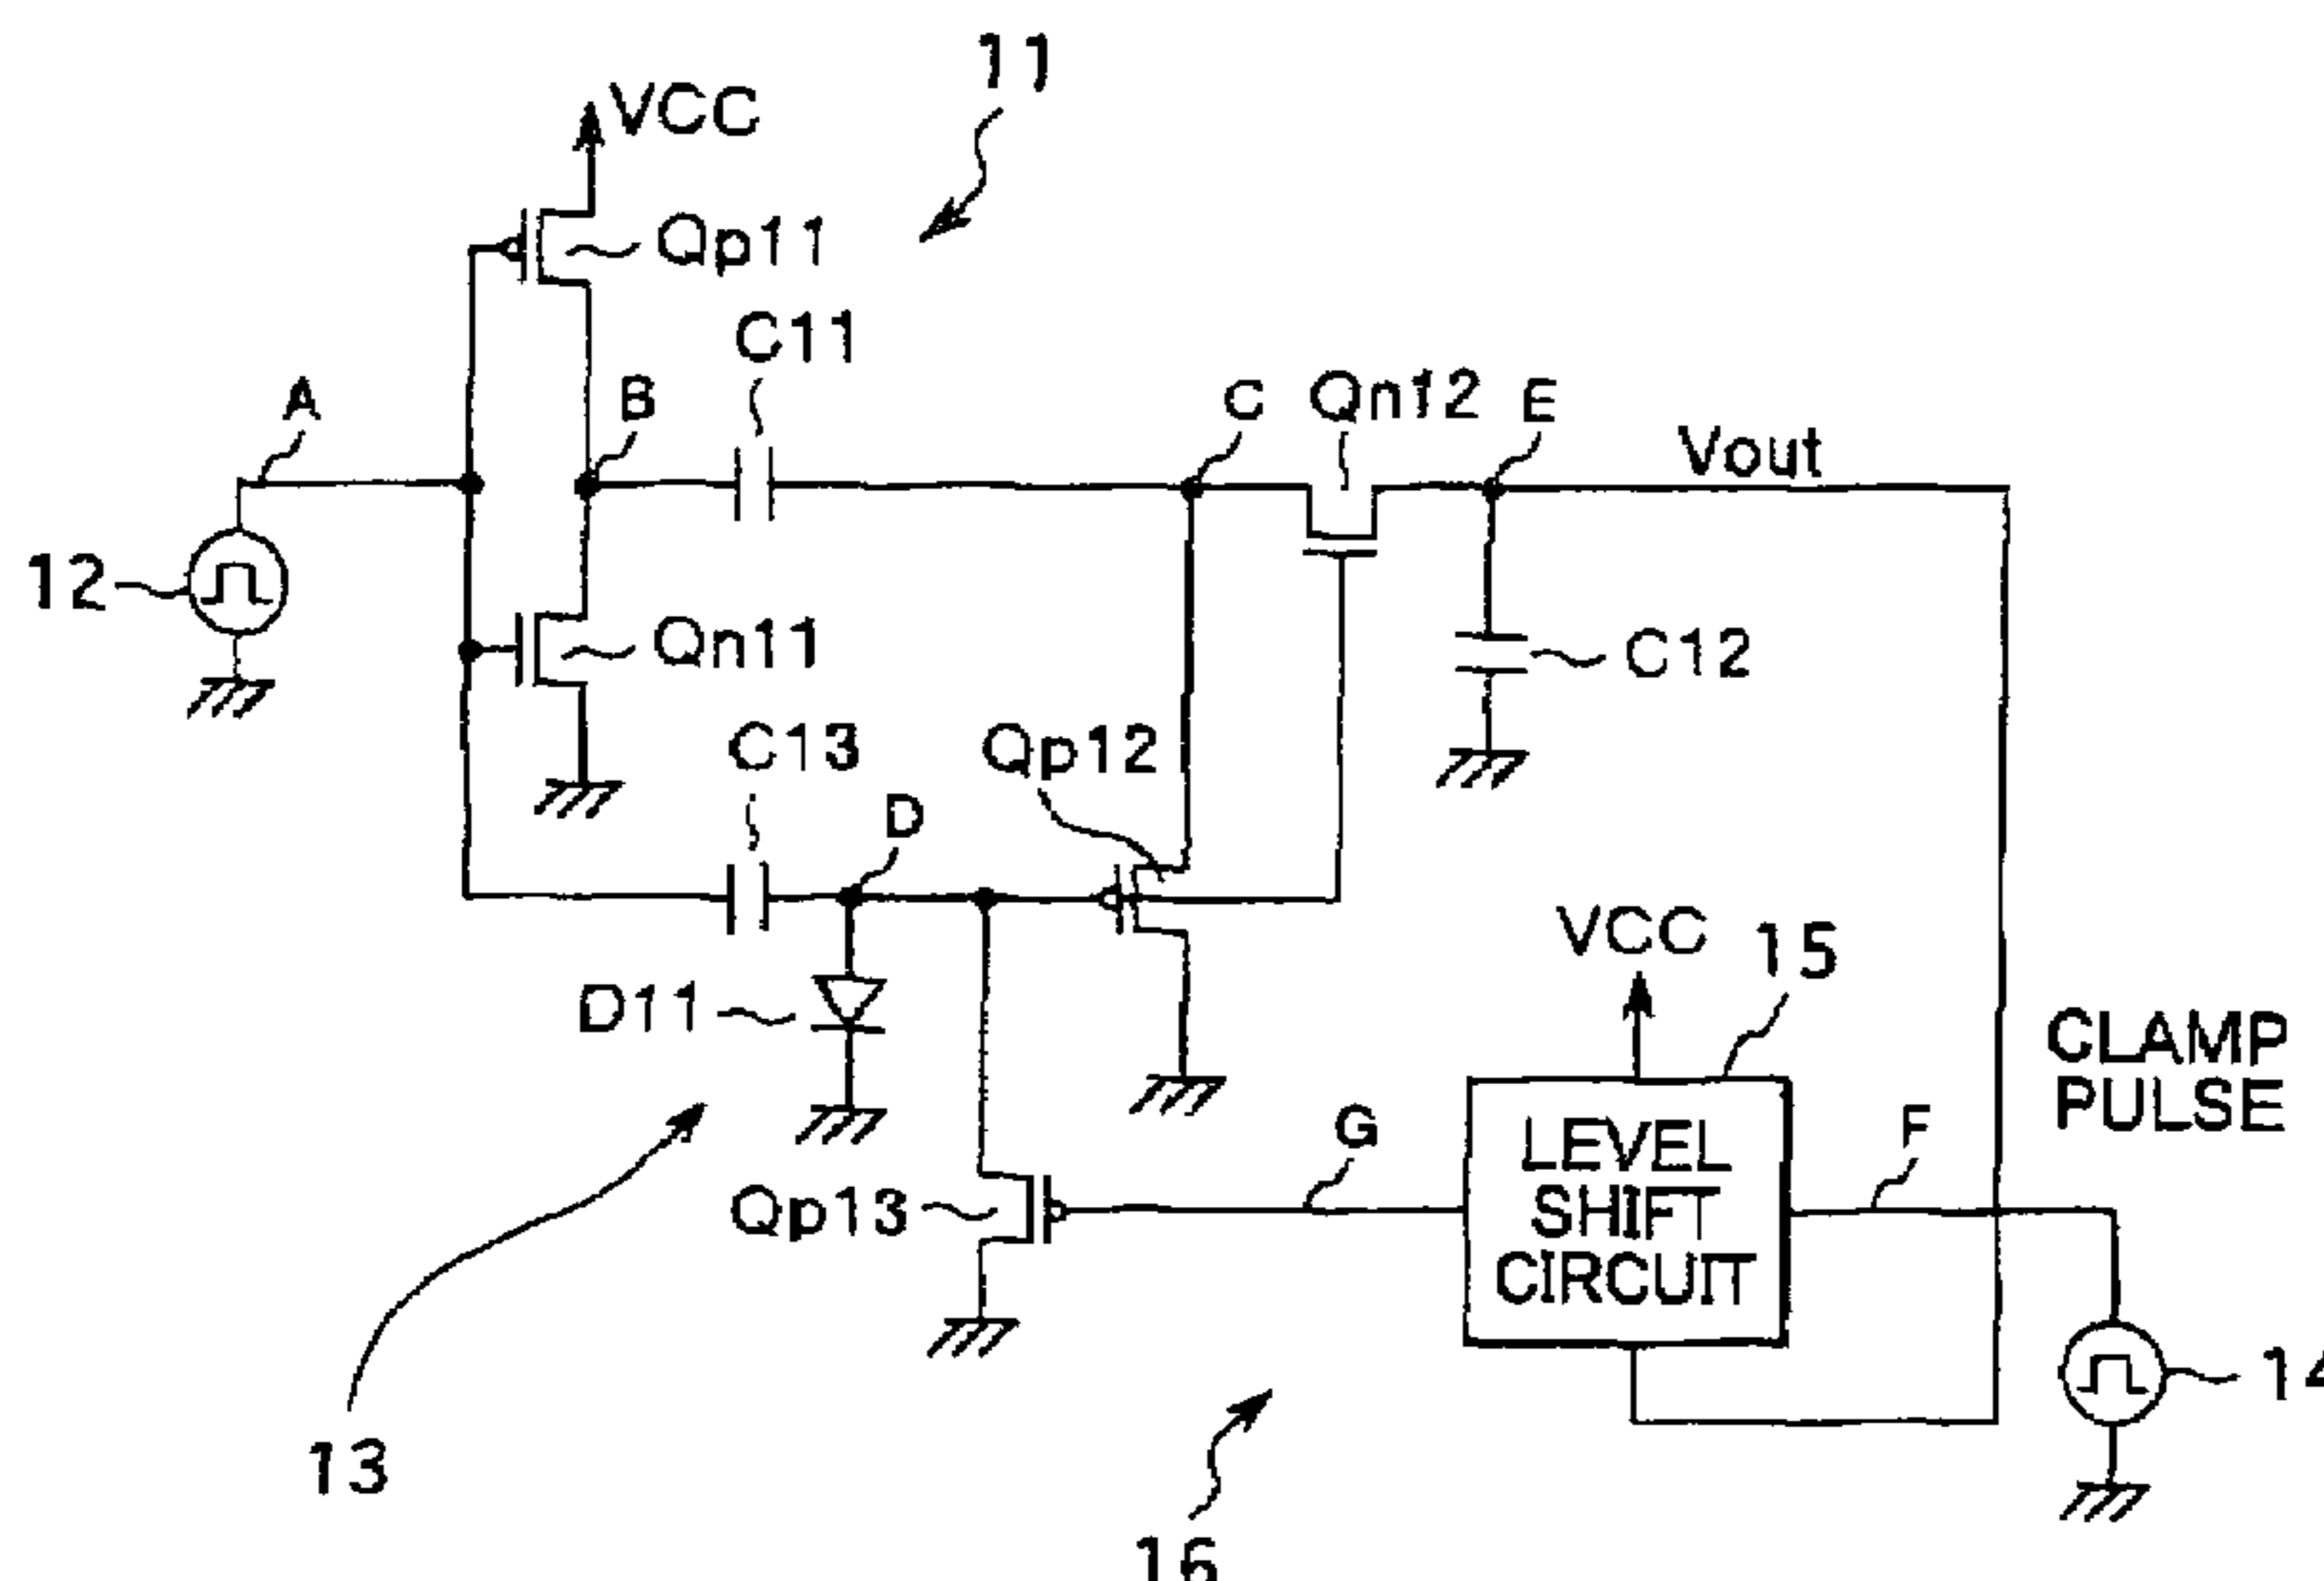 11
VCC
Qp11
C11
A
B
C
Qn12
E
Vout
12
Qn11
C12
C13
Qp12
D
VCC
15
D11
CLAMP
PULSE
G
LEVEL
SHIFT
CIRCUIT
F
Qp13
14
13
16